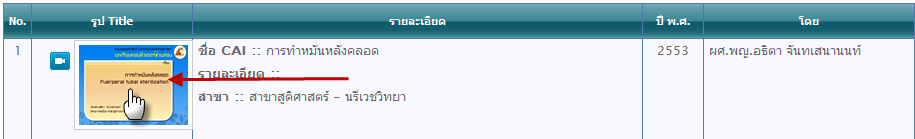 No. รูป Title รายละเอียด ปี พ.ศ. โดย
1 ชื่อ CAI :: การทำหมันหลังคลอด 2553 ผศ.พญ.อธิตา จันทเสนานนท์
รายละเอียด ::
สาขา :: สาขาสูติศาสตร์ – นรีเวชวิทยา
การทำหมันหลังคลอด
Puerperal tubal sterilization